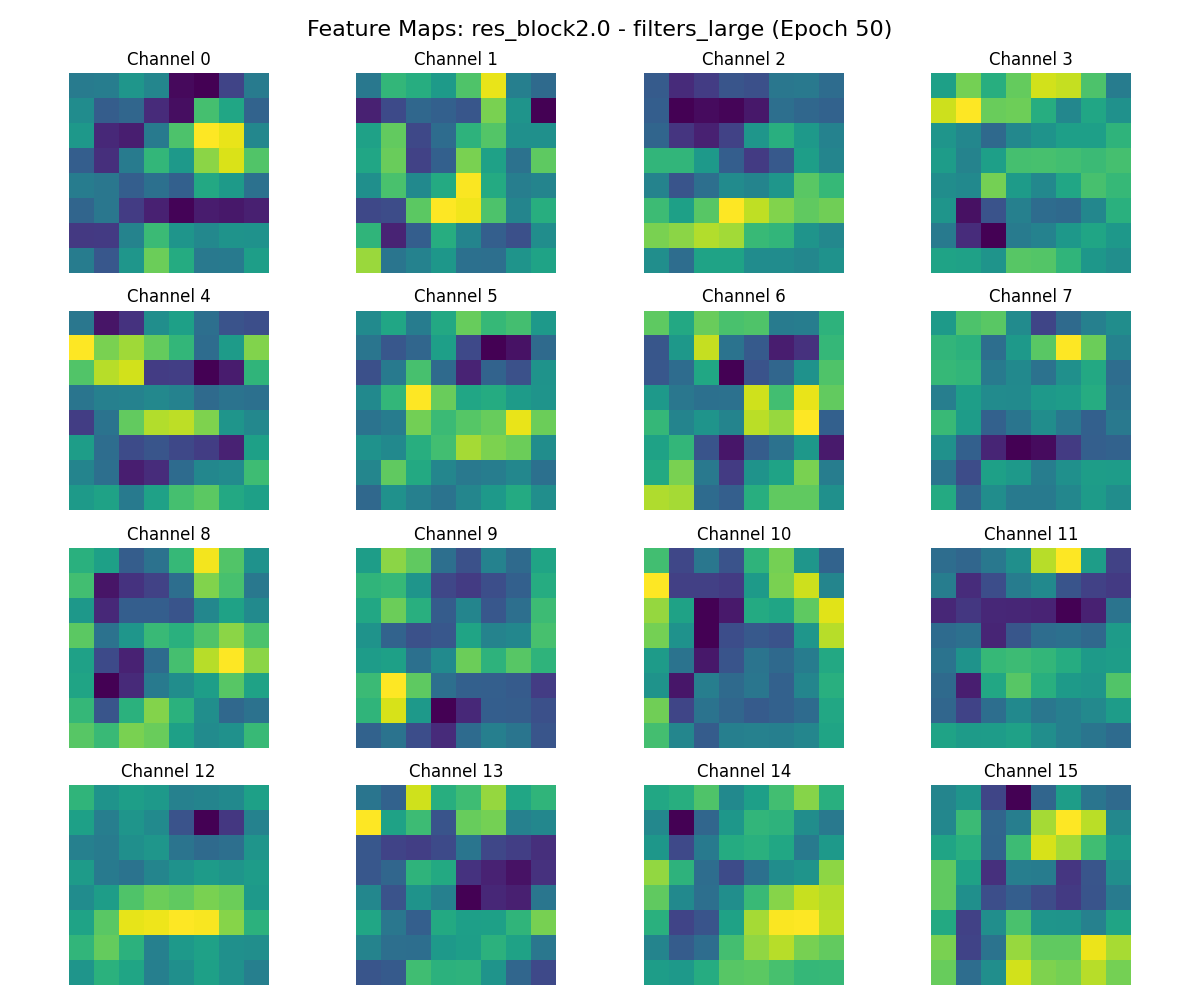 Feature Maps: res_block2.0 - filters_large (Epoch 50)
Channel 0
Channel 1
Channel 2
Channel 3
Channel 4
Channel 5
Channel 6
Channel 7
Channel 8
Channel 9
Channel 10
Channel 11
Channel 12
Channel 13
Channel 14
Channel 15